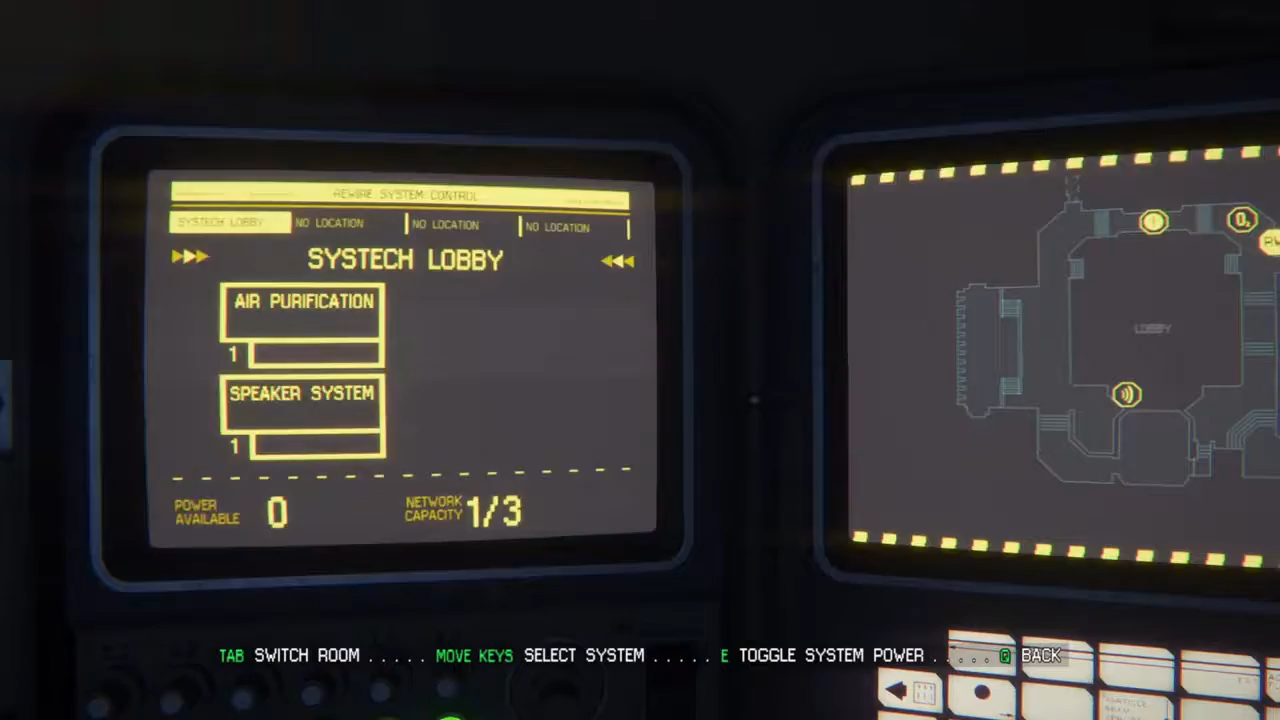 REWIRE SYSTEM CONTROL
SYSTECH LOBBY
NO LOCATION
NO LOCATION
NO LOCATION
SYSTECH LOBBY
AIR PURIFICATION
1
SPEAKER SYSTEM
1
POWER AVAILABLE 0
NETWORK CAPACITY 1/3
LOBBY
TAB SWITCH ROOM ..... MOVE KEYS SELECT SYSTEM ..... E TOGGLE SYSTEM POWER ..... Q BACK